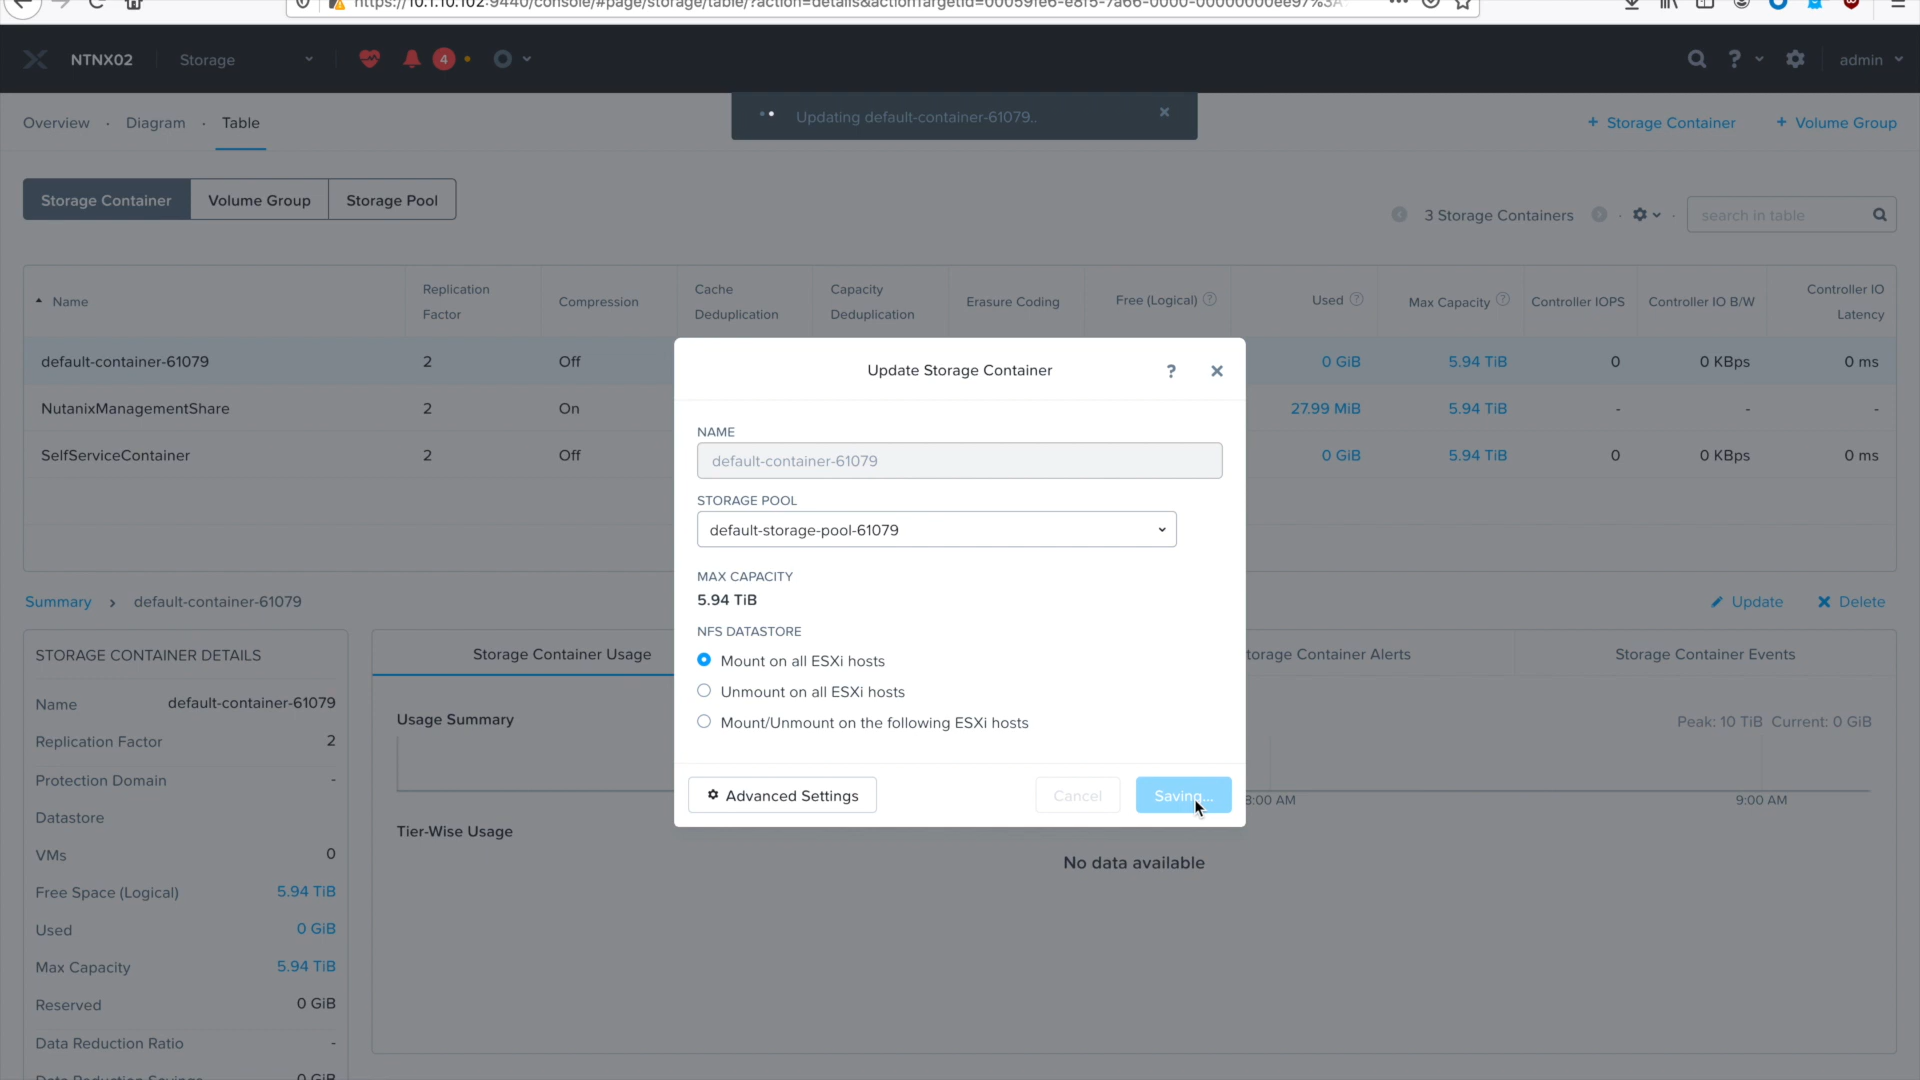 https://10.1.10.102:9440/console/#page/storage/table/?action=details&actionTargetId=00059fe6-e8f5-7a66-0000-00000000ee97%3A
NTNX02 Storage 4 ? admin
Overview · Diagram · Table
Updating default-container-61079..
+ Storage Container + Volume Group
Storage Container Volume Group Storage Pool
3 Storage Containers search in table
Name Replication Factor Compression Cache Deduplication Capacity Deduplication Erasure Coding Free (Logical) ? Used ? Max Capacity ? Controller IOPS Controller IO B/W Controller IO Latency
default-container-61079 2 Off 0 GiB 5.94 TiB 0 0 KBps 0 ms
NutanixManagementShare 2 On 27.99 MiB 5.94 TiB - - -
SelfServiceContainer 2 Off 0 GiB 5.94 TiB 0 0 KBps 0 ms
Update Storage Container ?
NAME
default-container-61079
STORAGE POOL
default-storage-pool-61079
MAX CAPACITY
5.94 TiB
NFS DATASTORE
Mount on all ESXi hosts
Unmount on all ESXi hosts
Mount/Unmount on the following ESXi hosts
Advanced Settings Cancel Saving...
Summary › default-container-61079 Update Delete
STORAGE CONTAINER DETAILS
Name default-container-61079
Replication Factor 2
Protection Domain -
Datastore
VMs 0
Free Space (Logical) 5.94 TiB
Used 0 GiB
Max Capacity 5.94 TiB
Reserved 0 GiB
Data Reduction Ratio -
Data Reduction Savings 0 GiB
Storage Container Usage torage Container Alerts Storage Container Events
Usage Summary Peak: 10 TiB Current: 0 GiB
8:00 AM 9:00 AM
Tier-Wise Usage
No data available